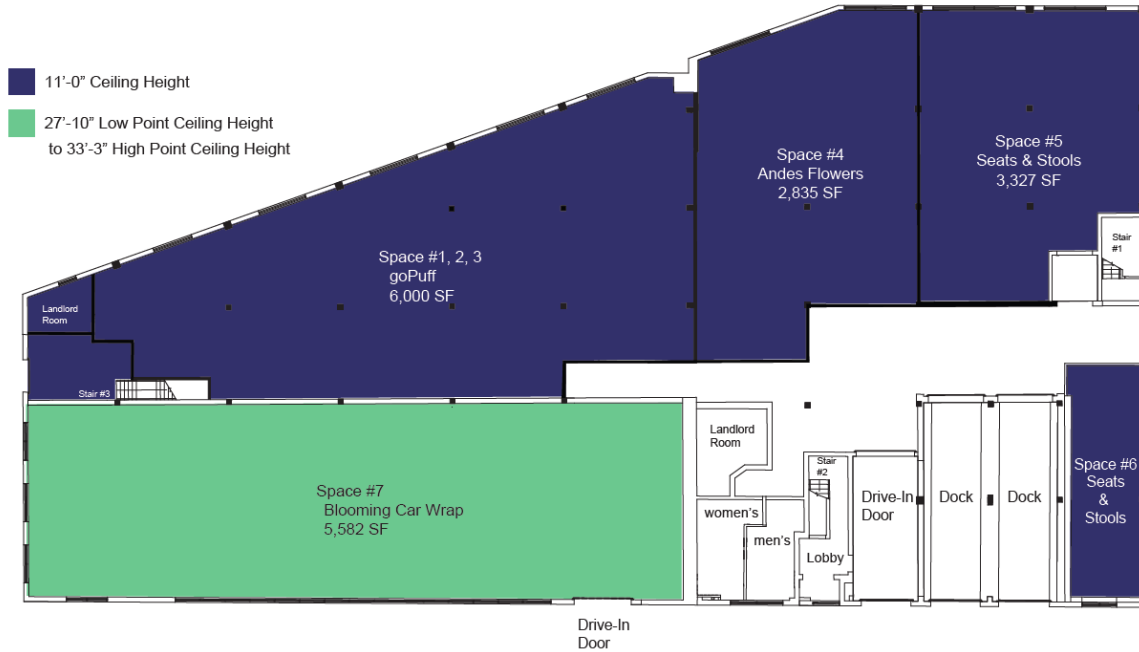 11’-0” Ceiling Height
27’-10” Low Point Ceiling Height
to 33’-3” High Point Ceiling Height
Space #5
Seats & Stools
3,327 SF
Space #4
Andes Flowers
2,835 SF
Stair
#1
Space #1, 2, 3
goPuff
6,000 SF
Landlord
Room
Stair #3
Landlord
Room
Stair
#2
Space #6
Seats
&
Stools
Space #7
Blooming Car Wrap
5,582 SF
Drive-In
Door
Dock
Dock
women's
men's
Lobby
Drive-In
Door